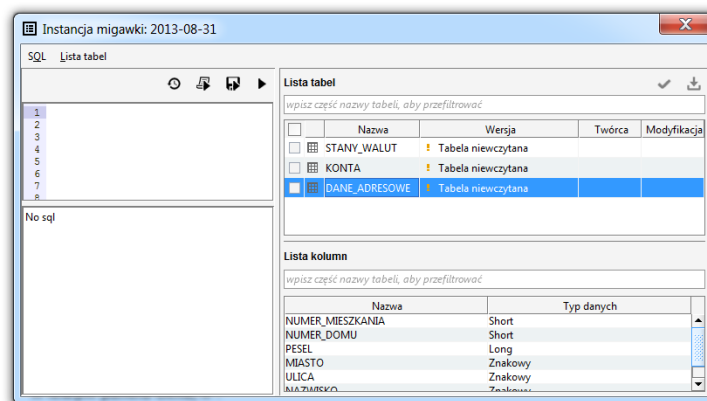 Instancja migawki: 2013-08-31
SQL Lista tabel
Lista tabel
wpisz część nazwy tabeli, aby przefiltrować
Nazwa Wersja Twórca Modyfikacja
STANY_WALUT ! Tabela niewczytana
KONTA ! Tabela niewczytana
DANE_ADRESOWE ! Tabela niewczytana
1
2
3
4
5
6
7
8
No sql
Lista kolumn
wpisz część nazwy tabeli, aby przefiltrować
Nazwa Typ danych
NUMER_MIESZKANIA Short
NUMER_DOMU Short
PESEL Long
MIASTO Znakowy
ULICA Znakowy
NAZWISKO Znakowy